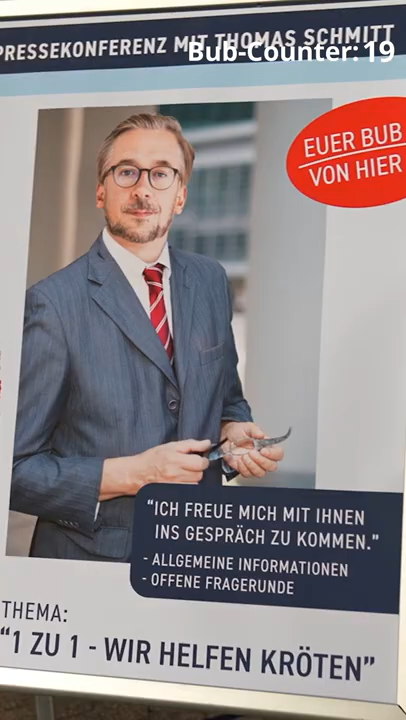 PRESSEKONFERENZ MIT THOMAS SCHMITT
Bub-Counter: 19
EUER BUB
VON HIER
"ICH FREUE MICH MIT IHNEN
INS GESPRÄCH ZU KOMMEN."
- ALLGEMEINE INFORMATIONEN
- OFFENE FRAGERUNDE
THEMA:
"1 ZU 1 - WIR HELFEN KRÖTEN"